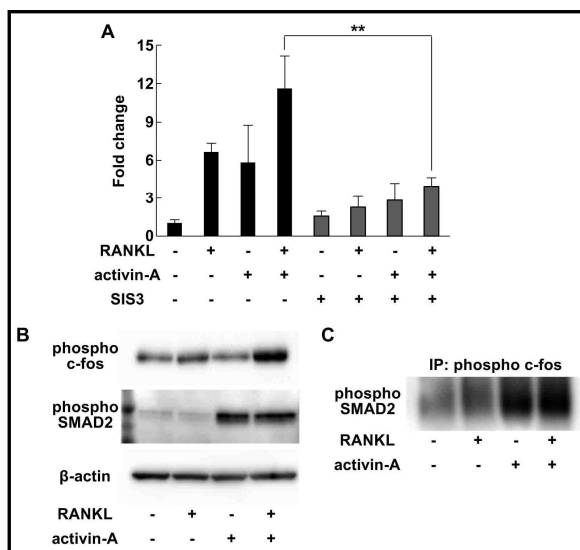 A
**
15
12
9
6
3
0
Fold change
RANKL - + - + - + - +
activin-A - - + + - - + +
SIS3 - - - - + + + +
B
phospho
c-fos
phospho
SMAD2
β-actin
RANKL - + - +
activin-A - - + +
C
IP: phospho c-fos
phospho
SMAD2
RANKL - + - +
activin-A - - + +